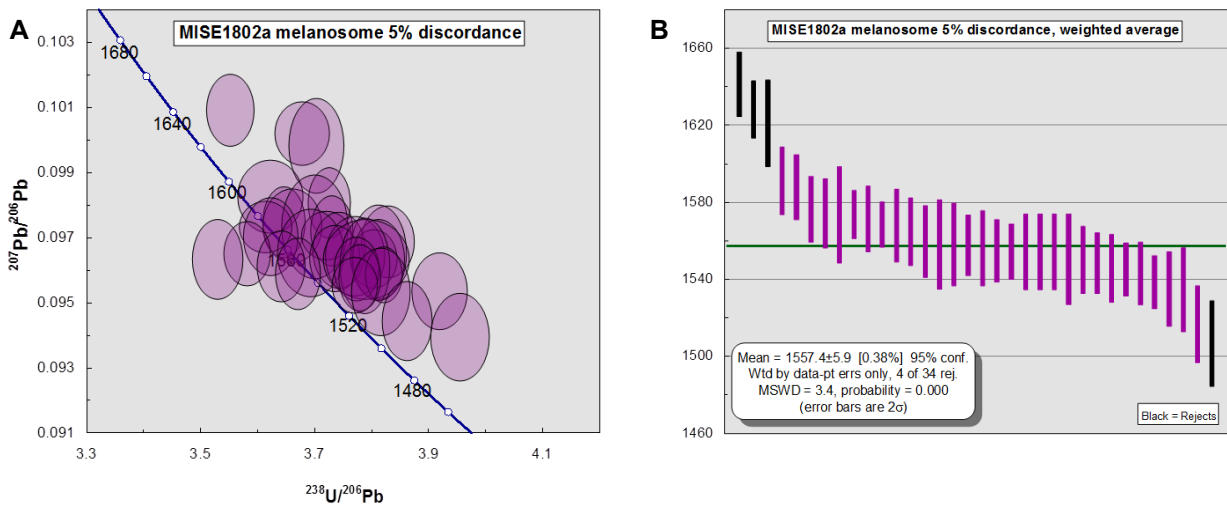 A
MISE1802a melanosome 5% discordance
0.103
0.101
0.099
0.097
0.095
0.093
0.091
207Pb/206Pb
1680
1640
1600
1560
1520
1480
3.3
3.5
3.7
3.9
4.1
238U/206Pb
B
MISE1802a melanosome 5% discordance, weighted average
1660
1620
1580
1540
1500
1460
Mean = 1557.4±5.9 [0.38%] 95% conf.
Wtd by data-pt errs only, 4 of 34 rej.
MSWD = 3.4, probability = 0.000
(error bars are 2σ)
Black = Rejects